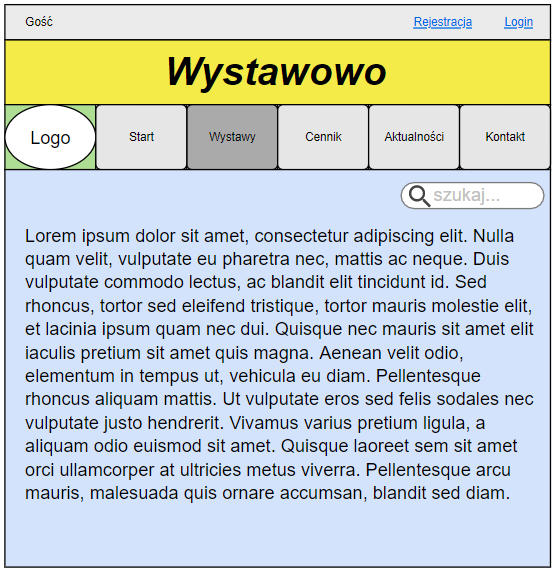 Gość Rejestracja Login
Wystawowo
Logo Start Wystawy Cennik Aktualności Kontakt
szukaj...
Lorem ipsum dolor sit amet, consectetur adipiscing elit. Nulla
quam velit, vulputate eu pharetra nec, mattis ac neque. Duis
vulputate commodo lectus, ac blandit elit tincidunt id. Sed
rhoncus, tortor sed eleifend tristique, tortor mauris molestie elit,
et lacinia ipsum quam nec dui. Quisque nec mauris sit amet elit
iaculis pretium sit amet quis magna. Aenean velit odio,
elementum in tempus ut, vehicula eu diam. Pellentesque
rhoncus aliquam mattis. Ut vulputate eros sed felis sodales nec
vulputate justo hendrerit. Vivamus varius pretium ligula, a
aliquam odio euismod sit amet. Quisque laoreet sem sit amet
orci ullamcorper at ultricies metus viverra. Pellentesque arcu
mauris, malesuada quis ornare accumsan, blandit sed diam.